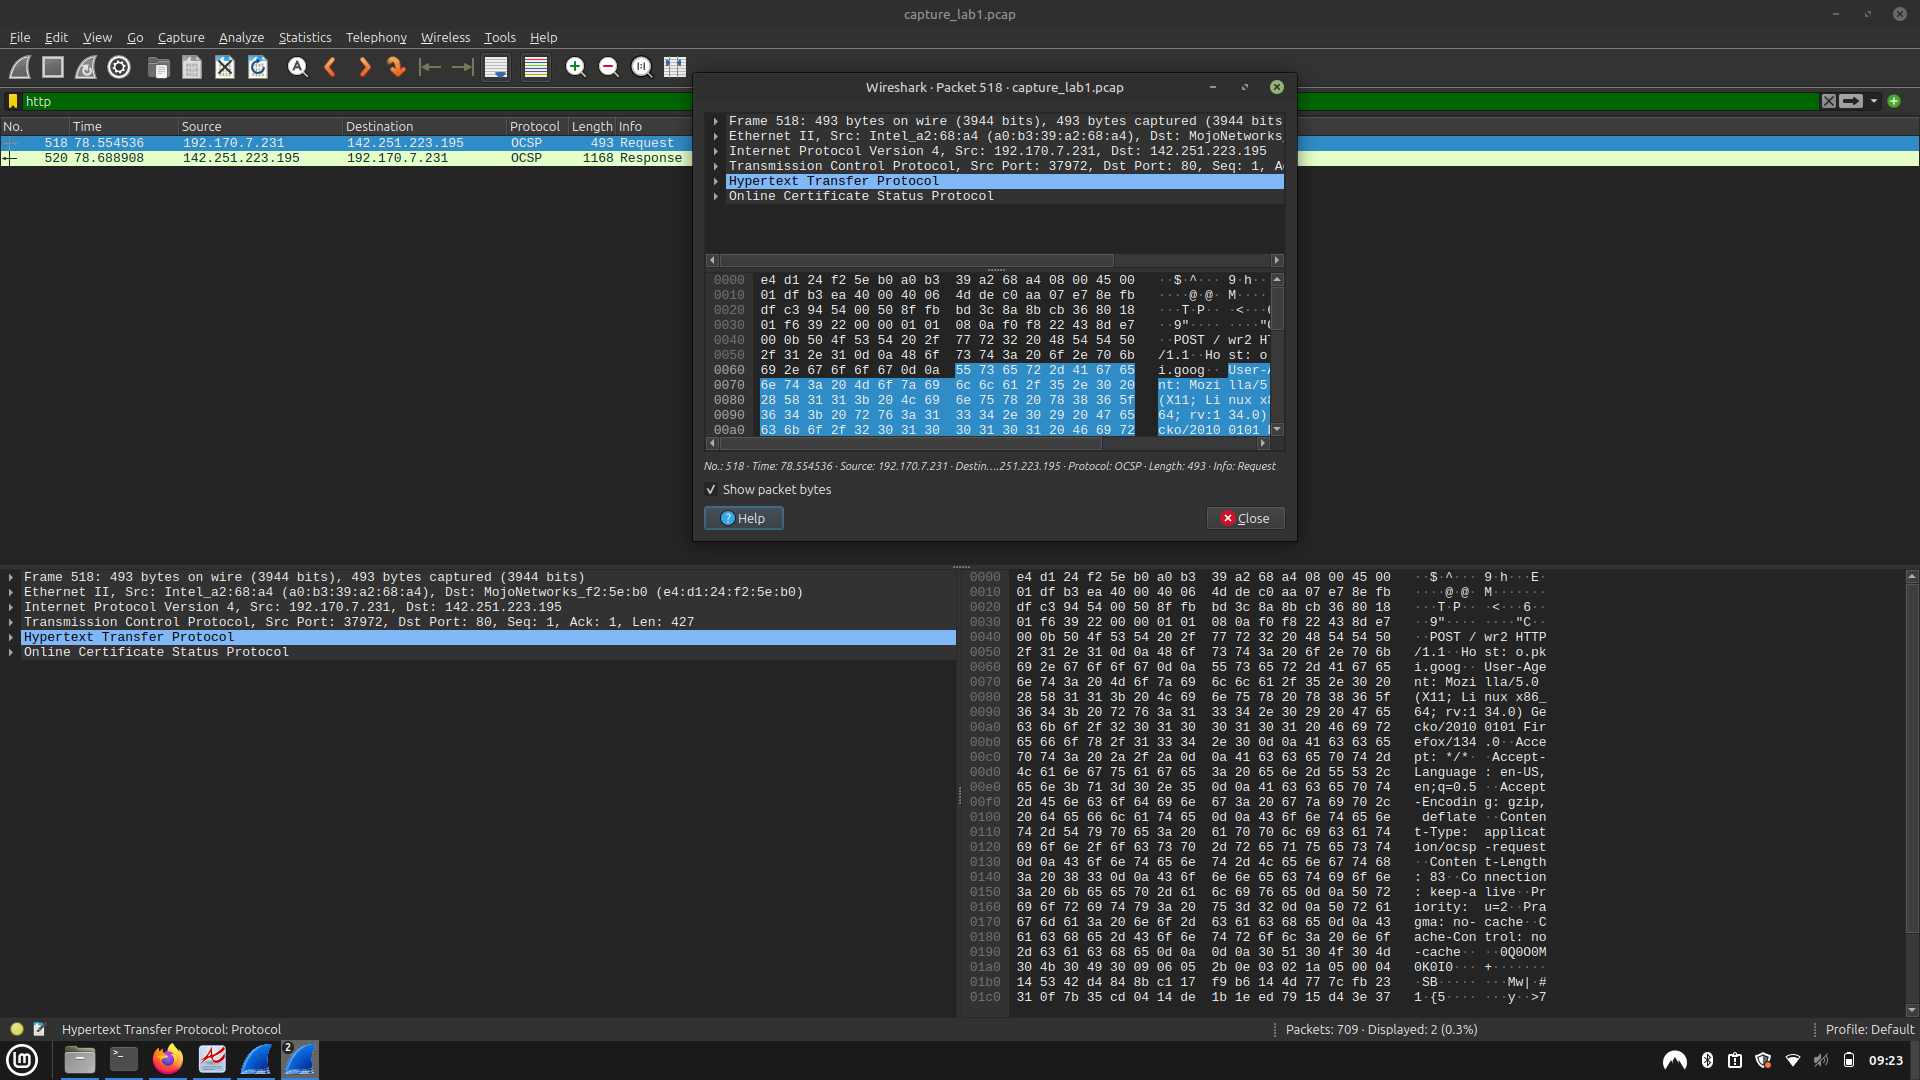 capture_lab1.pcap
File Edit View Go Capture Analyze Statistics Telephony Wireless Tools Help
http
No. Time Source Destination Protocol Length Info
518 78.554536 192.170.7.231 142.251.223.195 OCSP 493 Request
520 78.688908 142.251.223.195 192.170.7.231 OCSP 1168 Response
Wireshark · Packet 518 · capture_lab1.pcap
Frame 518: 493 bytes on wire (3944 bits), 493 bytes captured (3944 bits
Ethernet II, Src: Intel_a2:68:a4 (a0:b3:39:a2:68:a4), Dst: MojoNetworks_
Internet Protocol Version 4, Src: 192.170.7.231, Dst: 142.251.223.195
Transmission Control Protocol, Src Port: 37972, Dst Port: 80, Seq: 1, A
Hypertext Transfer Protocol
Online Certificate Status Protocol
0000 e4 d1 24 f2 5e b0 a0 b3 39 a2 68 a4 08 00 45 00 ··$·^··· 9·h··
0010 01 df b3 ea 40 00 40 06 4d de c0 aa 07 e7 8e fb ····@·@· M····
0020 df c3 94 54 00 50 8f fb bd 3c 8a 8b cb 36 80 18 ···T·P·· ·<···6
0030 01 f6 39 22 00 00 01 01 08 0a f0 f8 22 43 8d e7 ··9"···· ····"C
0040 00 0b 50 4f 53 54 20 2f 77 72 32 20 48 54 54 50 ··POST / wr2 HT
0050 2f 31 2e 31 0d 0a 48 6f 73 74 3a 20 6f 2e 70 6b /1.1··Ho st: o.
0060 69 2e 67 6f 6f 67 0d 0a 55 73 65 72 2d 41 67 65 i.goog·· User-A
0070 6e 74 3a 20 4d 6f 7a 69 6c 6c 61 2f 35 2e 30 20 nt: Mozi lla/5
0080 28 58 31 31 3b 20 4c 69 6e 75 78 20 78 38 36 5f (X11; Li nux x8
0090 36 34 3b 20 72 76 3a 31 33 34 2e 30 29 20 47 65 64; rv:1 34.0)
00a0 63 6b 6f 2f 32 30 31 30 30 31 30 31 20 46 69 72 cko/2010 0101 F
No.: 518 · Time: 78.554536 · Source: 192.170.7.231 · Destin....251.223.195 · Protocol: OCSP · Length: 493 · Info: Request
Show packet bytes
Help
Close
Frame 518: 493 bytes on wire (3944 bits), 493 bytes captured (3944 bits)
Ethernet II, Src: Intel_a2:68:a4 (a0:b3:39:a2:68:a4), Dst: MojoNetworks_f2:5e:b0 (e4:d1:24:f2:5e:b0)
Internet Protocol Version 4, Src: 192.170.7.231, Dst: 142.251.223.195
Transmission Control Protocol, Src Port: 37972, Dst Port: 80, Seq: 1, Ack: 1, Len: 427
Hypertext Transfer Protocol
Online Certificate Status Protocol
0000 e4 d1 24 f2 5e b0 a0 b3 39 a2 68 a4 08 00 45 00 ··$·^··· 9·h···E·
0010 01 df b3 ea 40 00 40 06 4d de c0 aa 07 e7 8e fb ····@·@· M·······
0020 df c3 94 54 00 50 8f fb bd 3c 8a 8b cb 36 80 18 ···T·P·· ·<···6··
0030 01 f6 39 22 00 00 01 01 08 0a f0 f8 22 43 8d e7 ··9"···· ····"C··
0040 00 0b 50 4f 53 54 20 2f 77 72 32 20 48 54 54 50 ··POST / wr2 HTTP
0050 2f 31 2e 31 0d 0a 48 6f 73 74 3a 20 6f 2e 70 6b /1.1··Ho st: o.pk
0060 69 2e 67 6f 6f 67 0d 0a 55 73 65 72 2d 41 67 65 i.goog·· User-Age
0070 6e 74 3a 20 4d 6f 7a 69 6c 6c 61 2f 35 2e 30 20 nt: Mozi lla/5.0
0080 28 58 31 31 3b 20 4c 69 6e 75 78 20 78 38 36 5f (X11; Li nux x86_
0090 36 34 3b 20 72 76 3a 31 33 34 2e 30 29 20 47 65 64; rv:1 34.0) Ge
00a0 63 6b 6f 2f 32 30 31 30 30 31 30 31 20 46 69 72 cko/2010 0101 Fir
00b0 65 66 6f 78 2f 31 33 34 2e 30 0d 0a 41 63 63 65 efox/134 .0··Acce
00c0 70 74 3a 20 2a 2f 2a 0d 0a 41 63 63 65 70 74 2d pt: */*· ·Accept-
00d0 4c 61 6e 67 75 61 67 65 3a 20 65 6e 2d 55 53 2c Language : en-US,
00e0 65 6e 3b 71 3d 30 2e 35 0d 0a 41 63 63 65 70 74 en;q=0.5 ··Accept
00f0 2d 45 6e 63 6f 64 69 6e 67 3a 20 67 7a 69 70 2c -Encodin g: gzip,
0100 20 64 65 66 6c 61 74 65 0d 0a 43 6f 6e 74 65 6e  deflate ··Conten
0110 74 2d 54 79 70 65 3a 20 61 70 70 6c 69 63 61 74 t-Type:  applicat
0120 69 6f 6e 2f 6f 63 73 70 2d 72 65 71 75 65 73 74 ion/ocsp -request
0130 0d 0a 43 6f 6e 74 65 6e 74 2d 4c 65 6e 67 74 68 ··Conten t-Length
0140 3a 20 38 33 0d 0a 43 6f 6e 6e 65 63 74 69 6f 6e : 83··Co nnection
0150 3a 20 6b 65 65 70 2d 61 6c 69 76 65 0d 0a 50 72 : keep-a live··Pr
0160 69 6f 72 69 74 79 3a 20 75 3d 32 0d 0a 50 72 61 iority:  u=2··Pra
0170 67 6d 61 3a 20 6e 6f 2d 63 61 63 68 65 0d 0a 43 gma: no- cache··C
0180 61 63 68 65 2d 43 6f 6e 74 72 6f 6c 3a 20 6e 6f ache-Con trol: no
0190 2d 63 61 63 68 65 0d 0a 0d 0a 30 51 30 4f 30 4d -cache·· ··0Q0O0M
01a0 30 4b 30 49 30 09 06 05 2b 0e 03 02 1a 05 00 04 0K0I0··· +·······
01b0 14 53 42 d4 84 8b c1 17 f9 b6 14 4d 77 7c fb 23 ·SB····· ···Mw|·#
01c0 31 0f 7b 35 cd 04 14 de 1b 1e ed 79 15 d4 3e 37 1·{5···· ···y··>7
Hypertext Transfer Protocol: Protocol
Packets: 709 · Displayed: 2 (0.3%)
Profile: Default
2
09:23